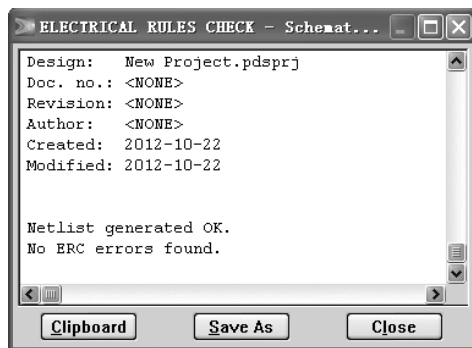 ELECTRICAL RULES CHECK - Schemat...
Design: New Project.pdsprj
Doc. no.: <NONE>
Revision: <NONE>
Author: <NONE>
Created: 2012-10-22
Modified: 2012-10-22
Netlist generated OK.
No ERC errors found.
Clipboard Save As Close